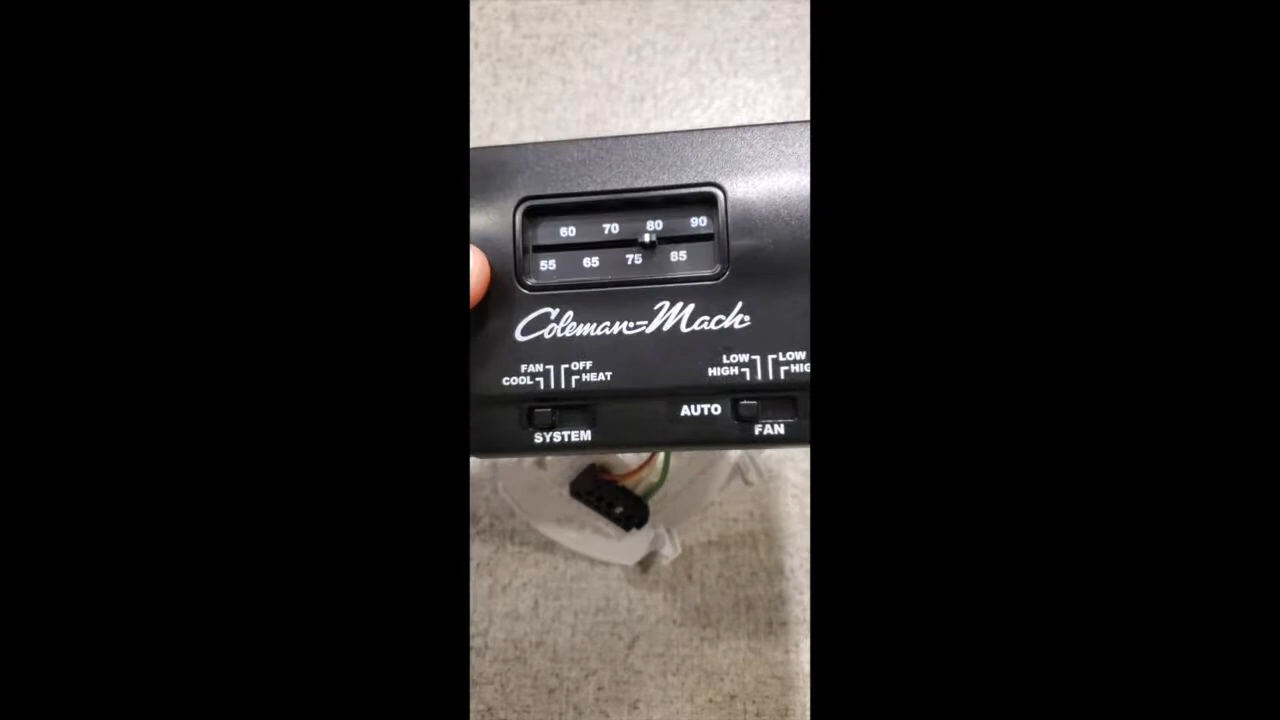 60 70 80 90
55 65 75 85
Coleman-Mach
FAN OFF
COOL HEAT
LOW LOW
HIGH
AUTO
SYSTEM
FAN